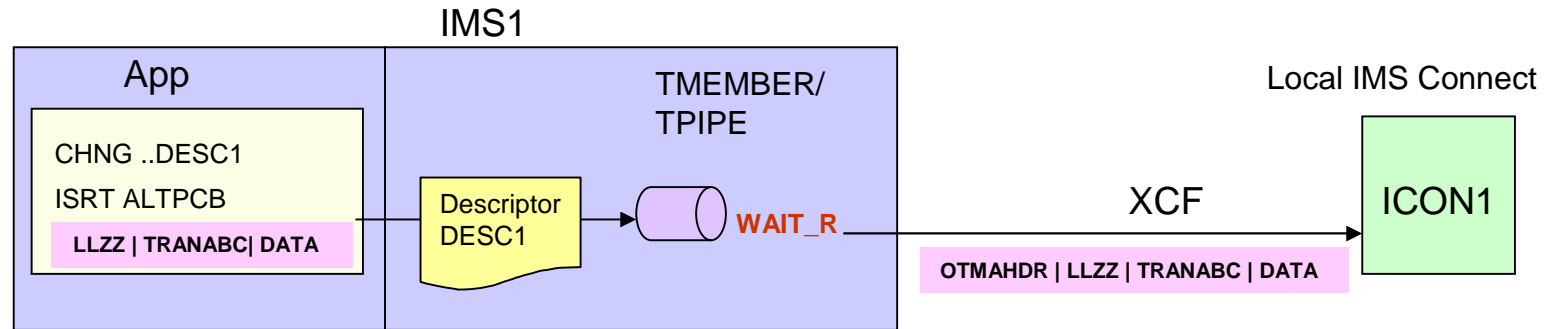 IMS1
App
CHNG ..DESC1
ISRT ALTPCB
LLZZ | TRANABC| DATA
Descriptor
DESC1
TMEMBER/
TPIPE
WAIT_R
XCF
OTMAHDR | LLZZ | TRANABC | DATA
Local IMS Connect
ICON1